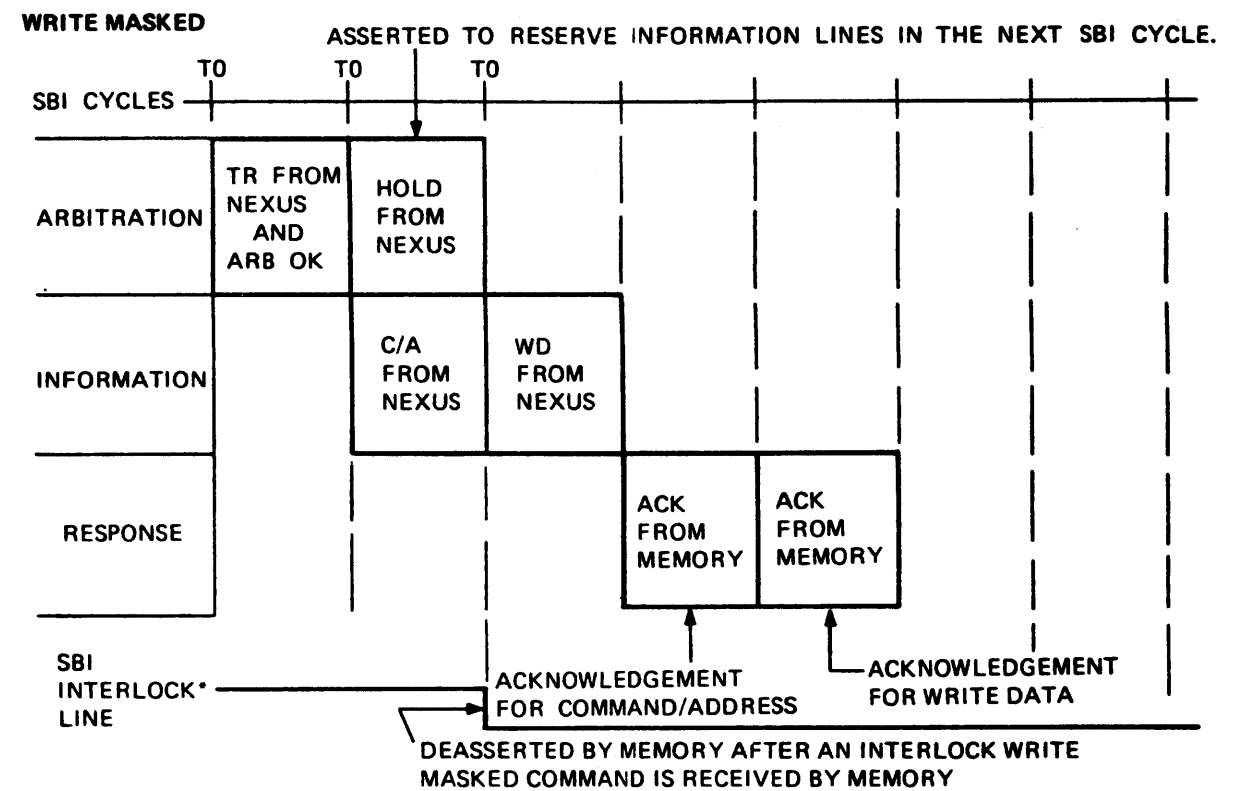 WRITE MASKED
ASSERTED TO RESERVE INFORMATION LINES IN THE NEXT SBI CYCLE.
T0 T0 T0
SBI CYCLES
ARBITRATION
TR FROM
NEXUS
AND
ARB OK
HOLD
FROM
NEXUS
INFORMATION
C/A
FROM
NEXUS
WD
FROM
NEXUS
RESPONSE
ACK
FROM
MEMORY
ACK
FROM
MEMORY
SBI
INTERLOCK*
LINE
ACKNOWLEDGEMENT
FOR COMMAND/ADDRESS
ACKNOWLEDGEMENT
FOR WRITE DATA
DEASSERTED BY MEMORY AFTER AN INTERLOCK WRITE
MASKED COMMAND IS RECEIVED BY MEMORY